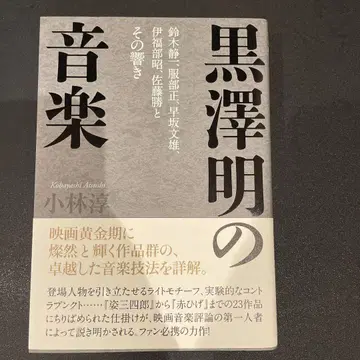 黒澤明の
音楽
鈴木静一、服部正、早坂文雄、
伊福部昭、佐藤勝と
その響き
Kobayashi Atsushi
小林淳
映画黄金期に
燦然と輝く作品群の、
卓越した音楽技法を詳解。
登場人物を引き立たせるライトモチーフ、実験的なコント
ラプンクト……『姿三四郎』から『赤ひげ』までの23作品
にちりばめられた仕掛けが、映画音楽評論の第一人者
によって説き明かされる。ファン必携の力作!